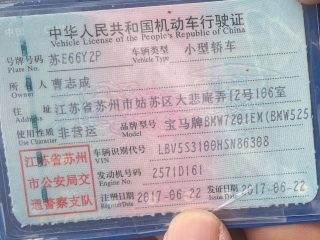 中华人民共和国机动车行驶证
Vehicle License of the People's Republic of China
号牌号码 苏E66Y2P 车辆类型 小型轿车
Plate No. Vehicle Type
所有人 曹志成
Owner
住址 江苏省苏州市姑苏区大悲庵弄12号106室
Address
使用性质 非营运 品牌型号 宝马牌BMW7201EM(BMW525
Use Character
车辆识别代号 LBV5S3100HSN86308
VIN
江苏省苏州
市公安局交
通警察支队
发动机号码 Z571D161
Engine No.
注册日期 2017-06-22 发证日期 2017-06-22
Register Date Issue Date